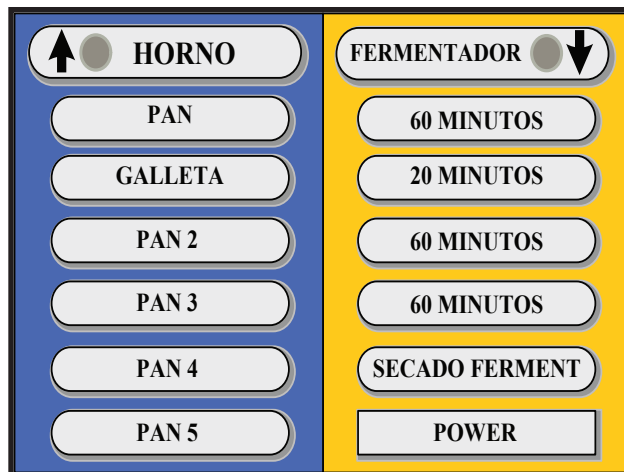 HORNO
PAN
GALLETA
PAN 2
PAN 3
PAN 4
PAN 5
FERMENTADOR
60 MINUTOS
20 MINUTOS
60 MINUTOS
60 MINUTOS
SECADO FERMENT
POWER